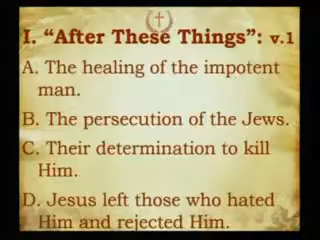 I. “After These Things”: v.1
A. The healing of the impotent
man.
B. The persecution of the Jews.
C. Their determination to kill
Him.
D. Jesus left those who hated
Him and rejected Him.